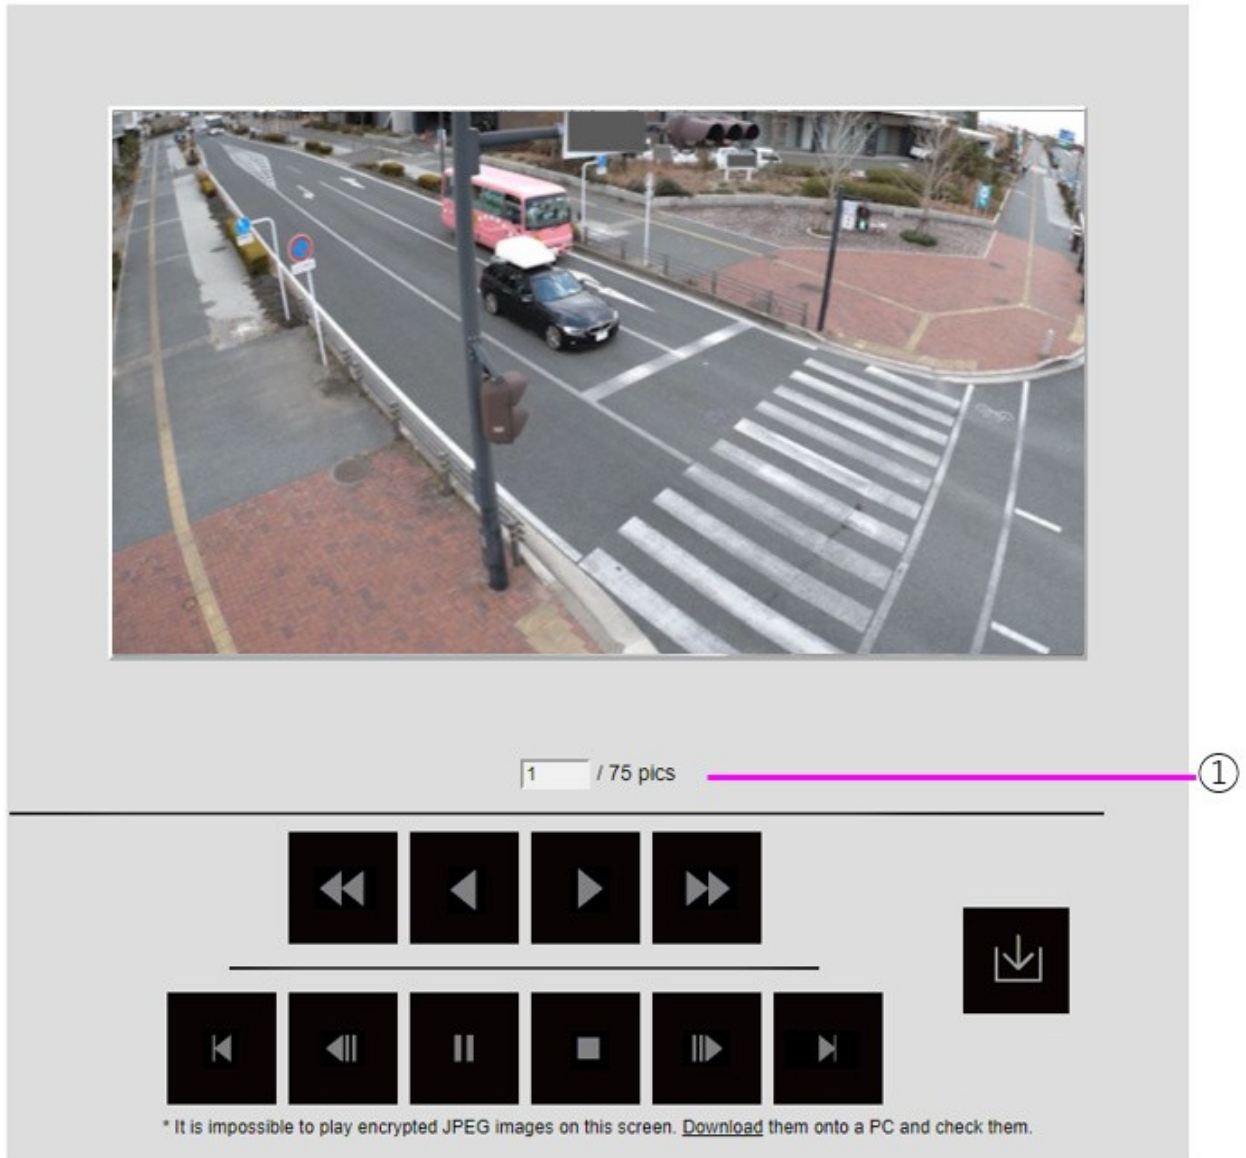 1 / 75 pics
①
* It is impossible to play encrypted JPEG images on this screen. Download them onto a PC and check them.